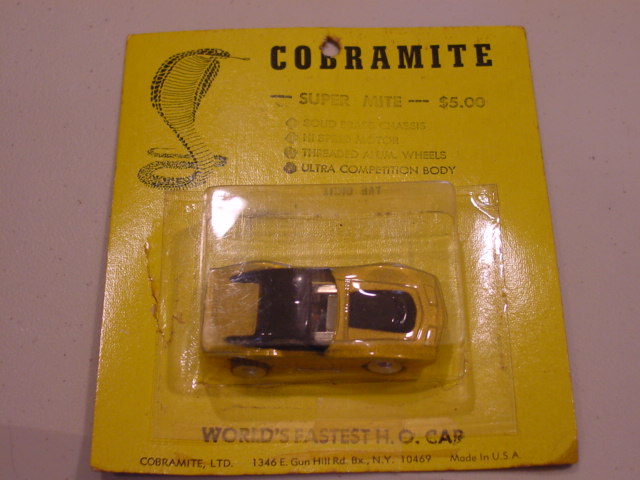 COBRAMITE
— SUPER MITE --- $5.00
SOLID BRASS CHASSIS
HI-SPEED MOTOR
THREADED ALUM. WHEELS
ULTRA COMPETITION BODY
WORLD'S FASTEST H. O. CAR
COBRAMITE, LTD. 1346 E. Gun Hill Rd. Bx., N.Y. 10469 Made In U.S.A.